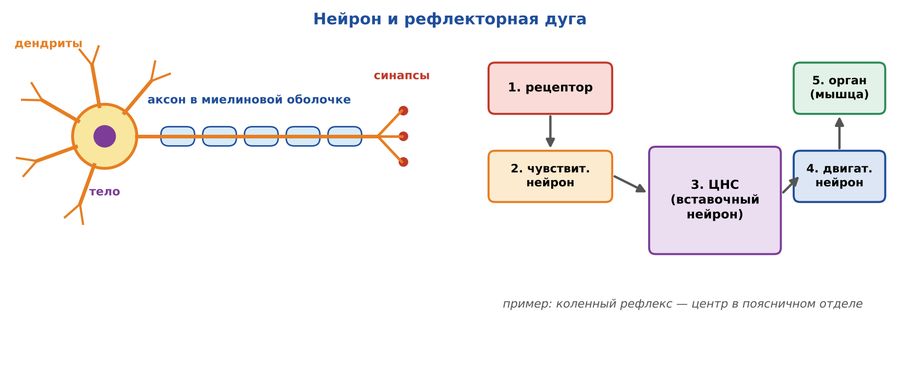 Нейрон и рефлекторная дуга
дендриты
синапсы
аксон в миелиновой оболочке
тело
1. рецептор
2. чувствит.
нейрон
3. ЦНС
(вставочный
нейрон)
4. двигат.
нейрон
5. орган
(мышца)
пример: коленный рефлекс — центр в поясничном отделе